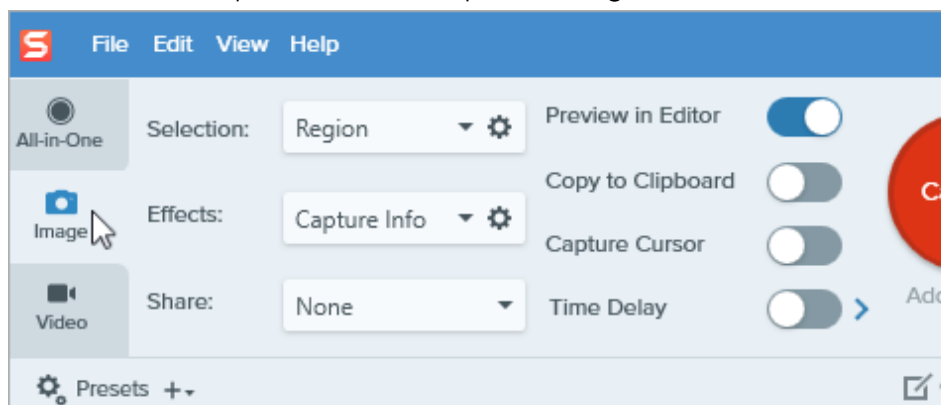 File Edit View Help
All-in-One
Image
Video
Selection: Region
Effects: Capture Info
Share: None
Preview in Editor
Copy to Clipboard
Capture Cursor
Time Delay
Presets